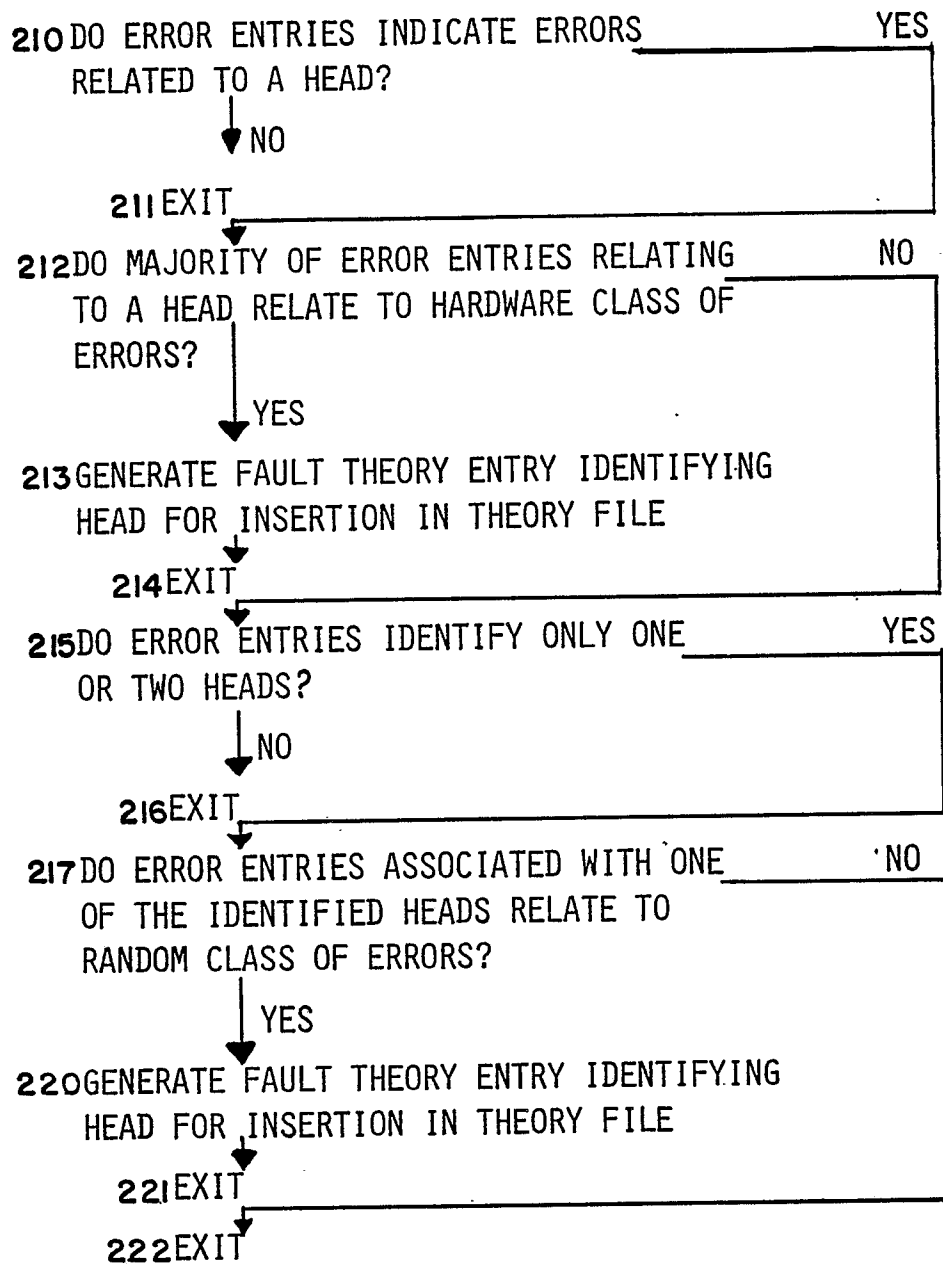 210 DO ERROR ENTRIES INDICATE ERRORS YES
RELATED TO A HEAD?
NO
211 EXIT
212 DO MAJORITY OF ERROR ENTRIES RELATING NO
TO A HEAD RELATE TO HARDWARE CLASS OF
ERRORS?
YES
213 GENERATE FAULT THEORY ENTRY IDENTIFYING
HEAD FOR INSERTION IN THEORY FILE
214 EXIT
215 DO ERROR ENTRIES IDENTIFY ONLY ONE YES
OR TWO HEADS?
NO
216 EXIT
217 DO ERROR ENTRIES ASSOCIATED WITH ONE NO
OF THE IDENTIFIED HEADS RELATE TO
RANDOM CLASS OF ERRORS?
YES
220 GENERATE FAULT THEORY ENTRY IDENTIFYING
HEAD FOR INSERTION IN THEORY FILE
221 EXIT
222 EXIT